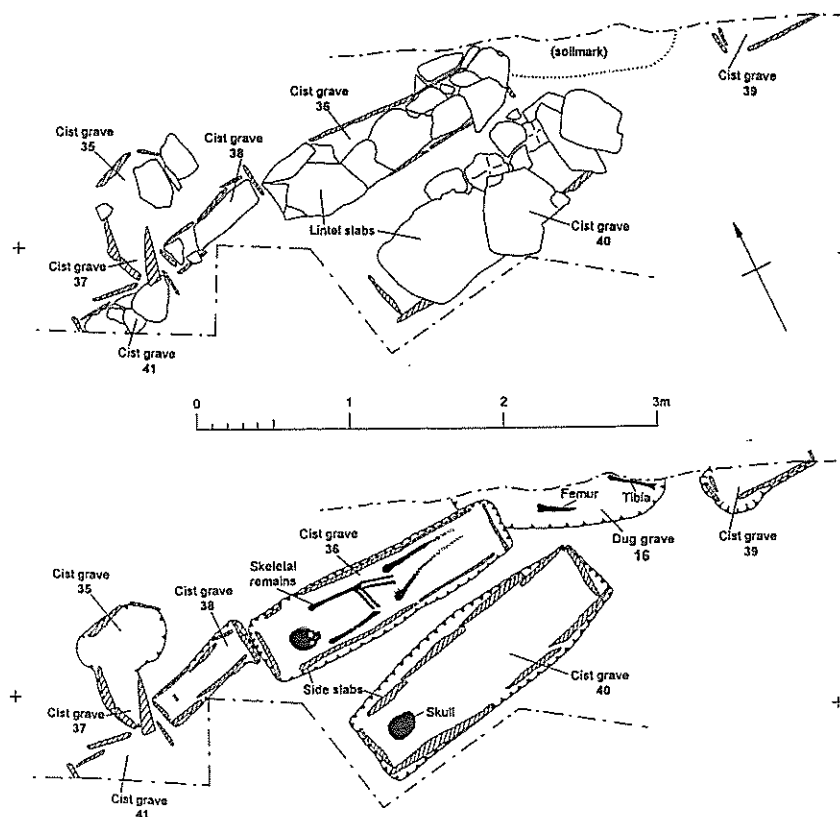 (soilmark)
Cist grave
39
Cist grave
36
Cist grave
35
Cist grave
38
Lintel slabs
Cist grave
40
+
+
Cist grave
37
Cist grave
41
0
1
2
3m
Femur
Tibia
Cist grave
36
Dug grave
16
Cist grave
39
Skeletal
remains
Cist grave
35
Cist grave
38
Side slabs
Cist grave
40
+
+
Cist grave
37
Skull
Cist grave
41